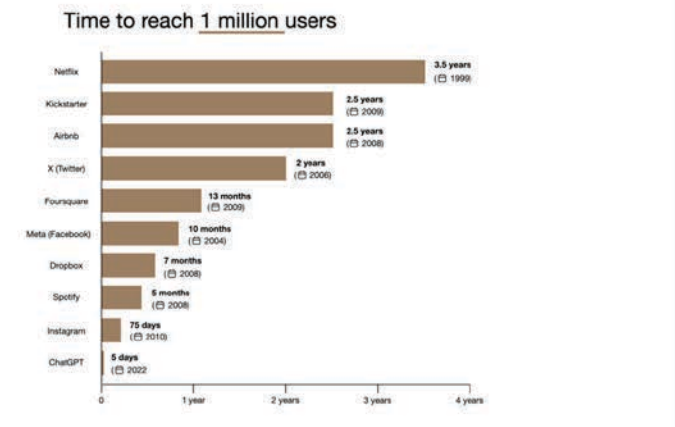 Time to reach 1 million users
Netflix
3.5 years
(1999)
Kickstarter
2.5 years
(2009)
Airbnb
2.5 years
(2008)
X (Twitter)
2 years
(2006)
Foursquare
13 months
(2009)
Meta (Facebook)
10 months
(2004)
Dropbox
7 months
(2008)
Spotify
5 months
(2008)
Instagram
75 days
(2010)
ChatGPT
5 days
(2022
0 1 year 2 years 3 years 4 years